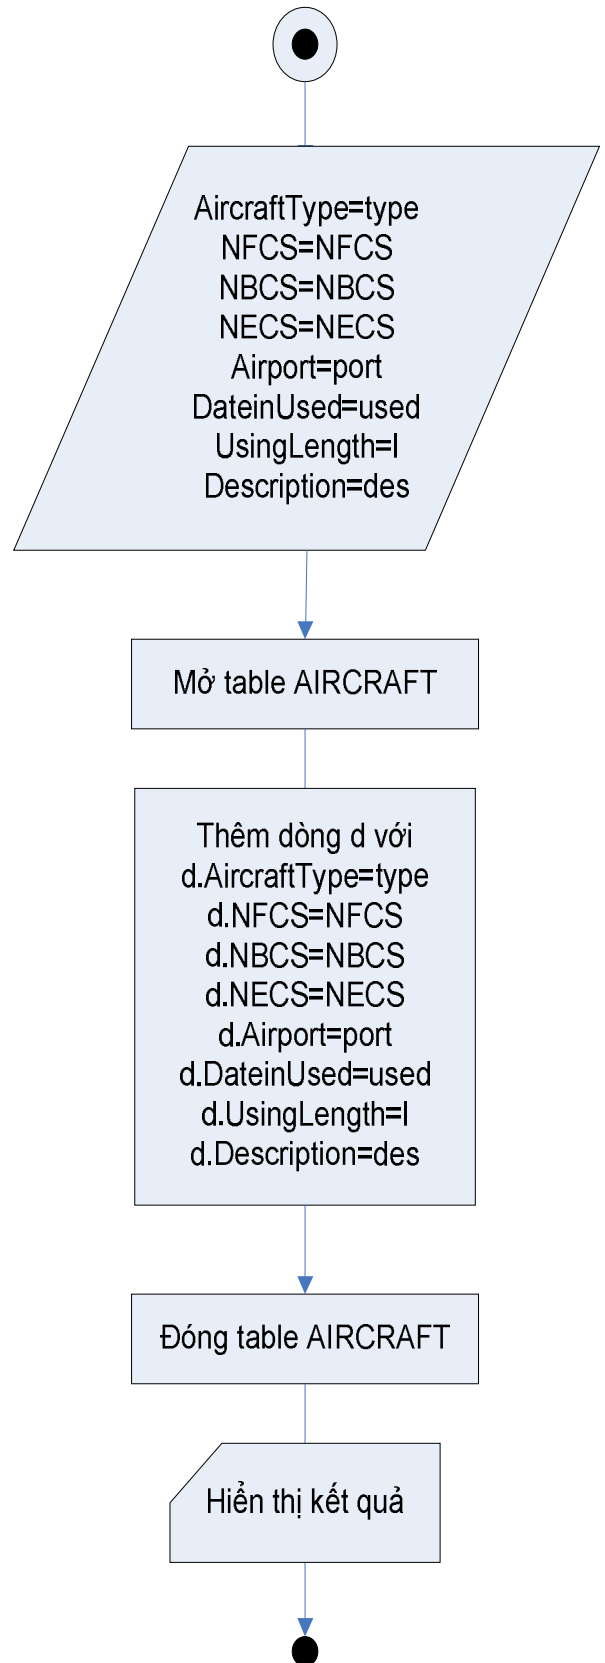 AircraftType=type
NFCS=NFCS
NBCS=NBCS
NECS=NECS
Airport=port
DateinUsed=used
UsingLength=l
Description=des
Mở table AIRCRAFT
Thêm dòng d với
d.AircraftType=type
d.NFCS=NFCS
d.NBCS=NBCS
d.NECS=NECS
d.Airport=port
d.DateinUsed=used
d.UsingLength=l
d.Description=des
Đóng table AIRCRAFT
Hiển thị kết quả